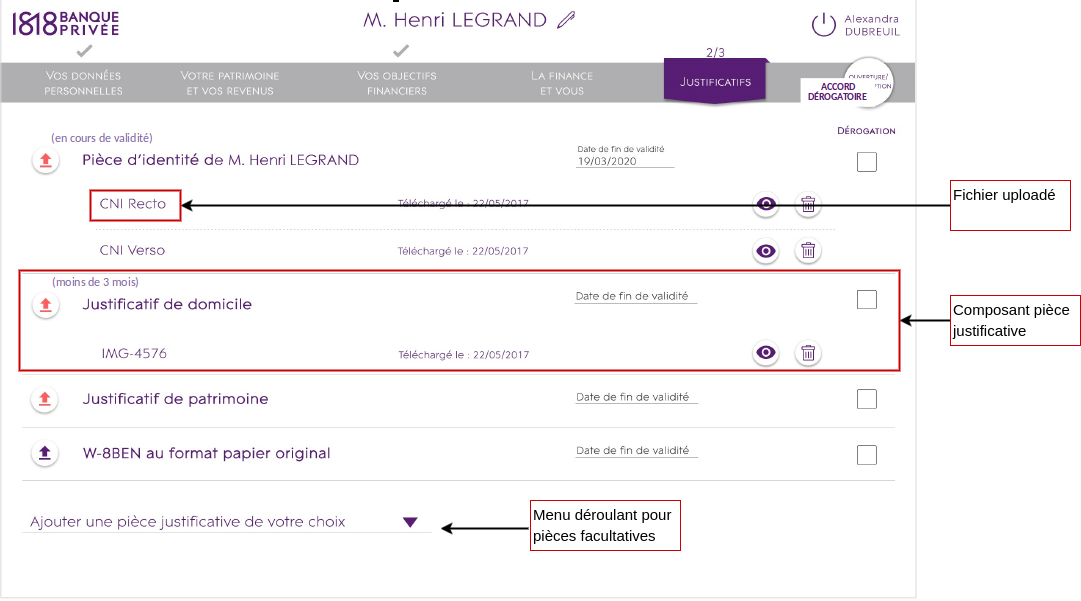 1818 BANQUE PRIVÉE
M. Henri LEGRAND
Alexandra
DUBREUIL
2/3
VOS DONNÉES
PERSONNELLES
VOTRE PATRIMOINE
ET VOS REVENUS
VOS OBJECTIFS
FINANCIERS
LA FINANCE
ET VOUS
JUSTIFICATIFS
OUVERTURE/
ACCORD
DÉROGATOIRE
DÉROGATION
(en cours de validité)
Pièce d'identité de M. Henri LEGRAND
Date de fin de validité
19/03/2020
CNI Recto
Téléchargé le : 22/05/2017
Fichier uploadé
CNI Verso
Téléchargé le : 22/05/2017
(moins de 3 mois)
Justificatif de domicile
Date de fin de validité
Composant pièce
justificative
IMG-4576
Téléchargé le : 22/05/2017
Justificatif de patrimoine
Date de fin de validité
W-8BEN au format papier original
Date de fin de validité
Ajouter une pièce justificative de votre choix
Menu déroulant pour
pièces facultatives